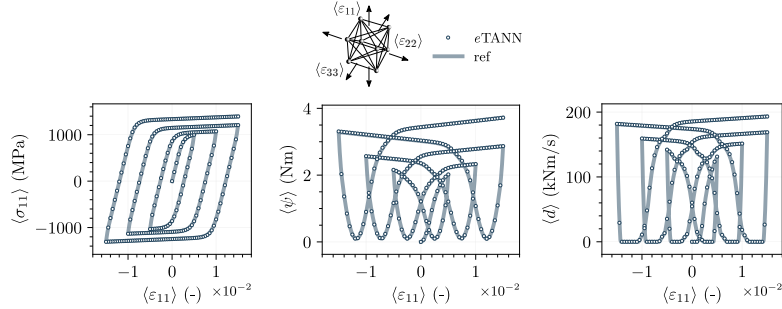 ⟨ε₁₁⟩
⟨ε₂₂⟩
⟨ε₃₃⟩
eTANN
ref
⟨σ₁₁⟩ (MPa)
1000
0
−1000
−1 0 1
×10⁻²
⟨ε₁₁⟩ (-)
⟨ψ⟩ (Nm)
4
2
0
−1 0 1
×10⁻²
⟨ε₁₁⟩ (-)
⟨d⟩ (kNm/s)
200
100
0
−1 0 1
×10⁻²
⟨ε₁₁⟩ (-)